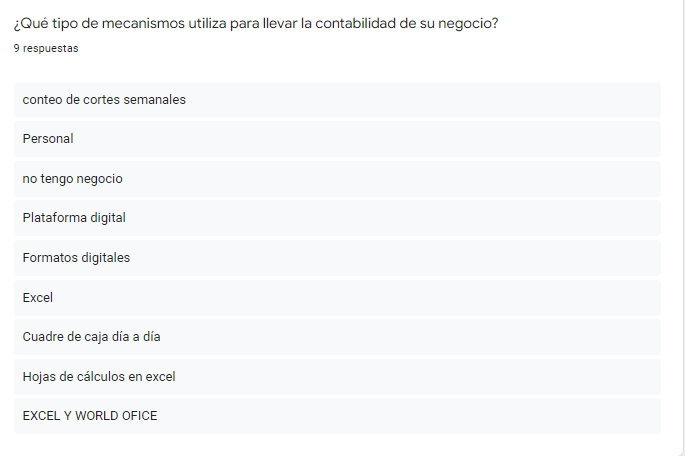 ¿Qué tipo de mecanismos utiliza para llevar la contabilidad de su negocio?
9 respuestas
conteo de cortes semanales
Personal
no tengo negocio
Plataforma digital
Formatos digitales
Excel
Cuadre de caja día a día
Hojas de cálculos en excel
EXCEL Y WORLD OFICE